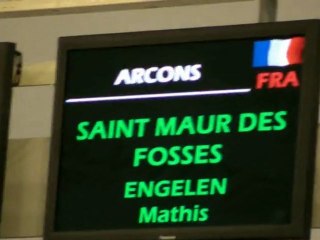 ARCONS
FRA
SAINT MAUR DES
FOSSES
ENGELEN
Mathis